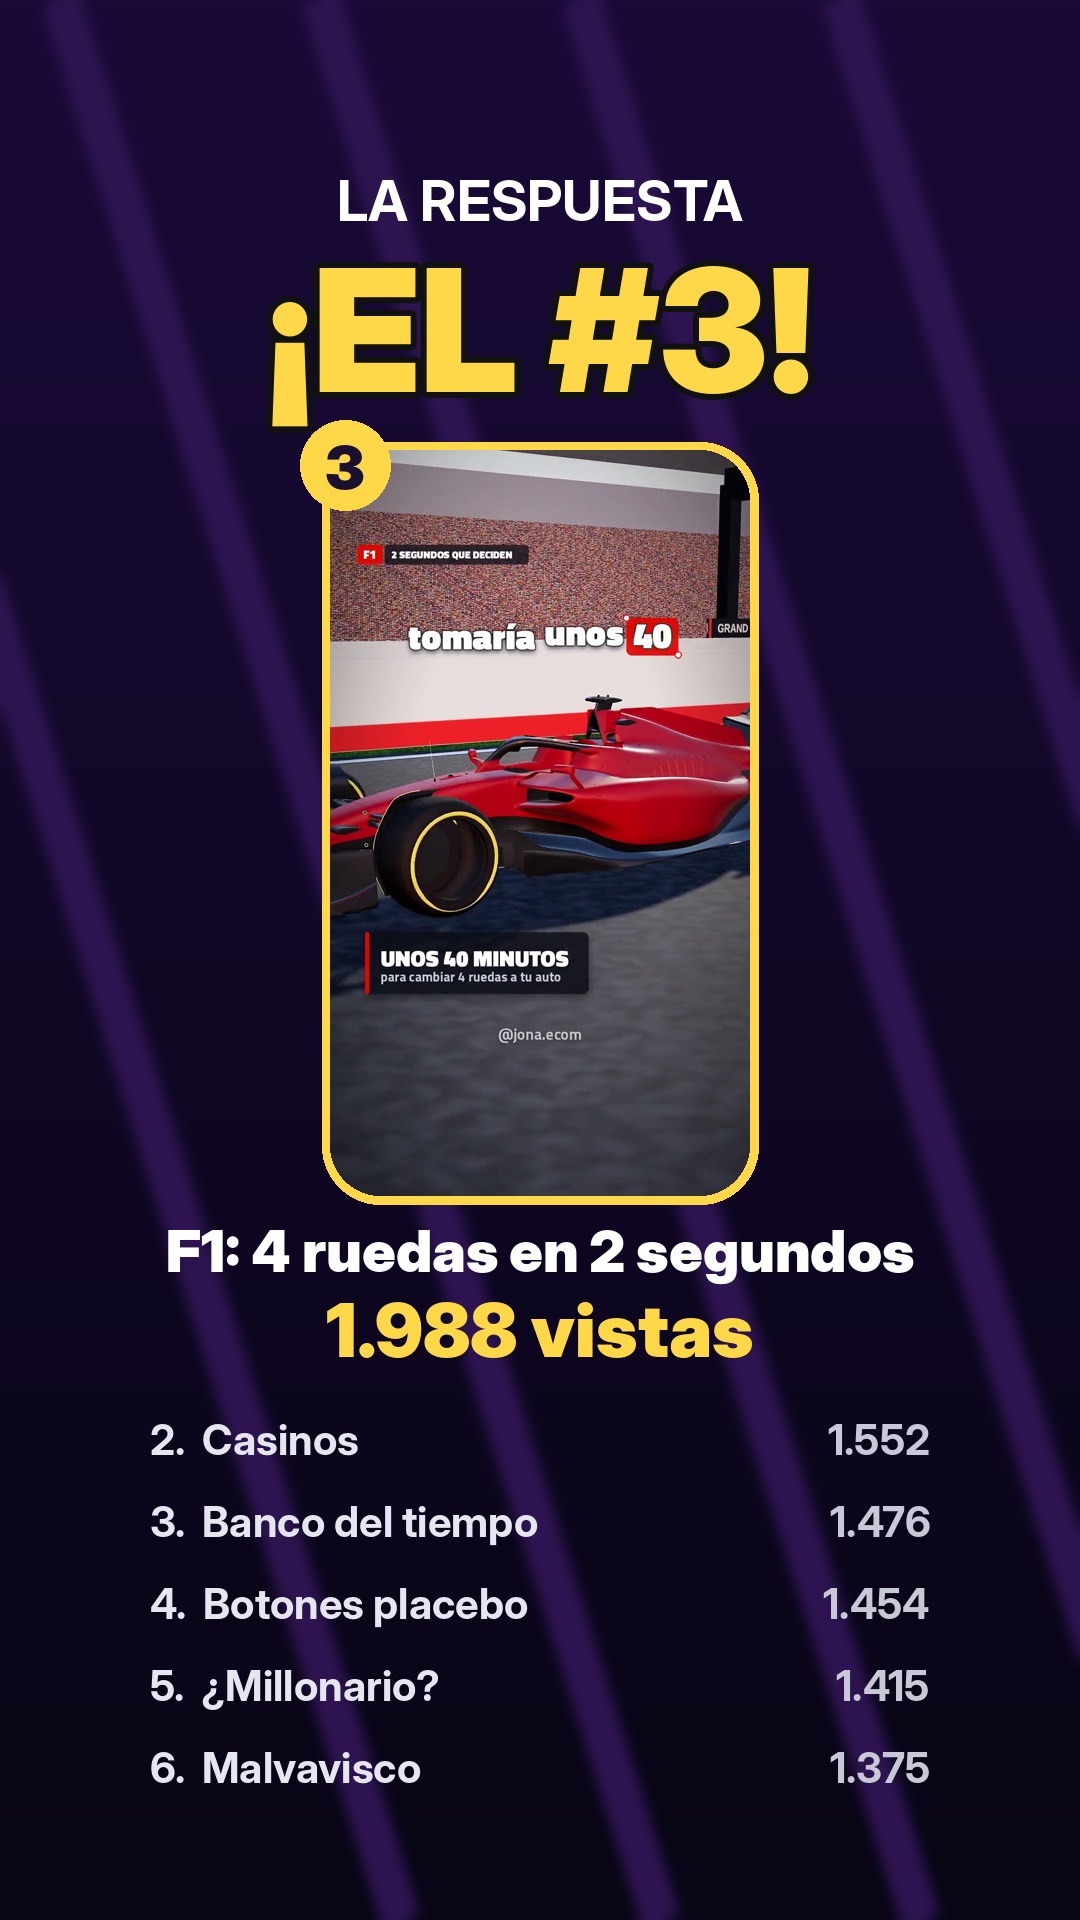 LA RESPUESTA
¡EL #3!
3
F1 2 SEGUNDOS QUE DECIDEN
tomaría unos 40
GRAND
UNOS 40 MINUTOS
para cambiar 4 ruedas a tu auto
@jona.ecom
F1: 4 ruedas en 2 segundos
1.988 vistas
2. Casinos 1.552
3. Banco del tiempo 1.476
4. Botones placebo 1.454
5. ¿Millonario? 1.415
6. Malvavisco 1.375